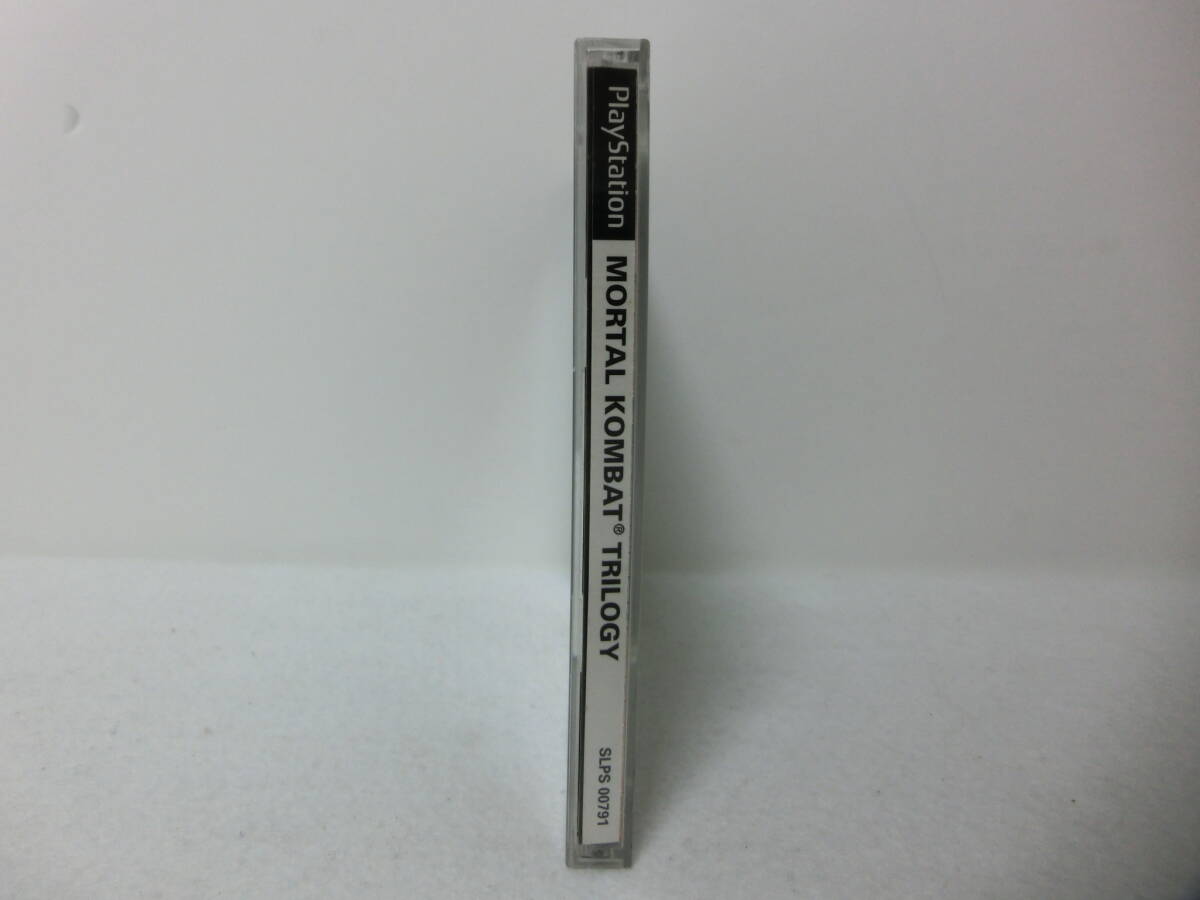 PlayStation
MORTAL KOMBAT® TRILOGY
SLPS 00791